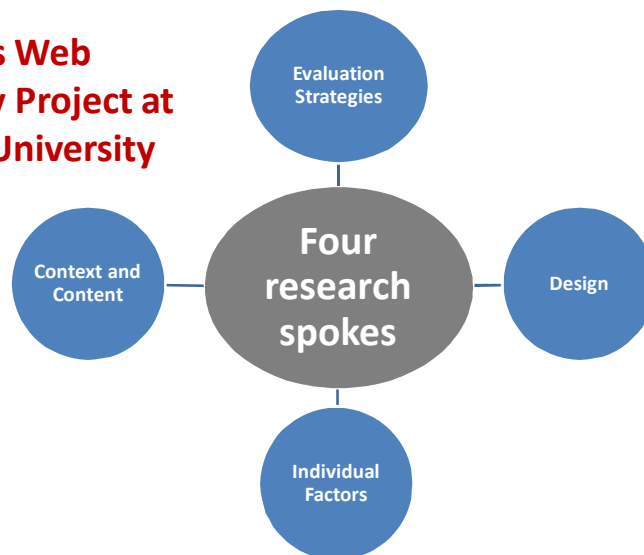 Web
Project at
University
Evaluation
Strategies
Four
research
spokes
Context and
Content
Design
Individual
Factors